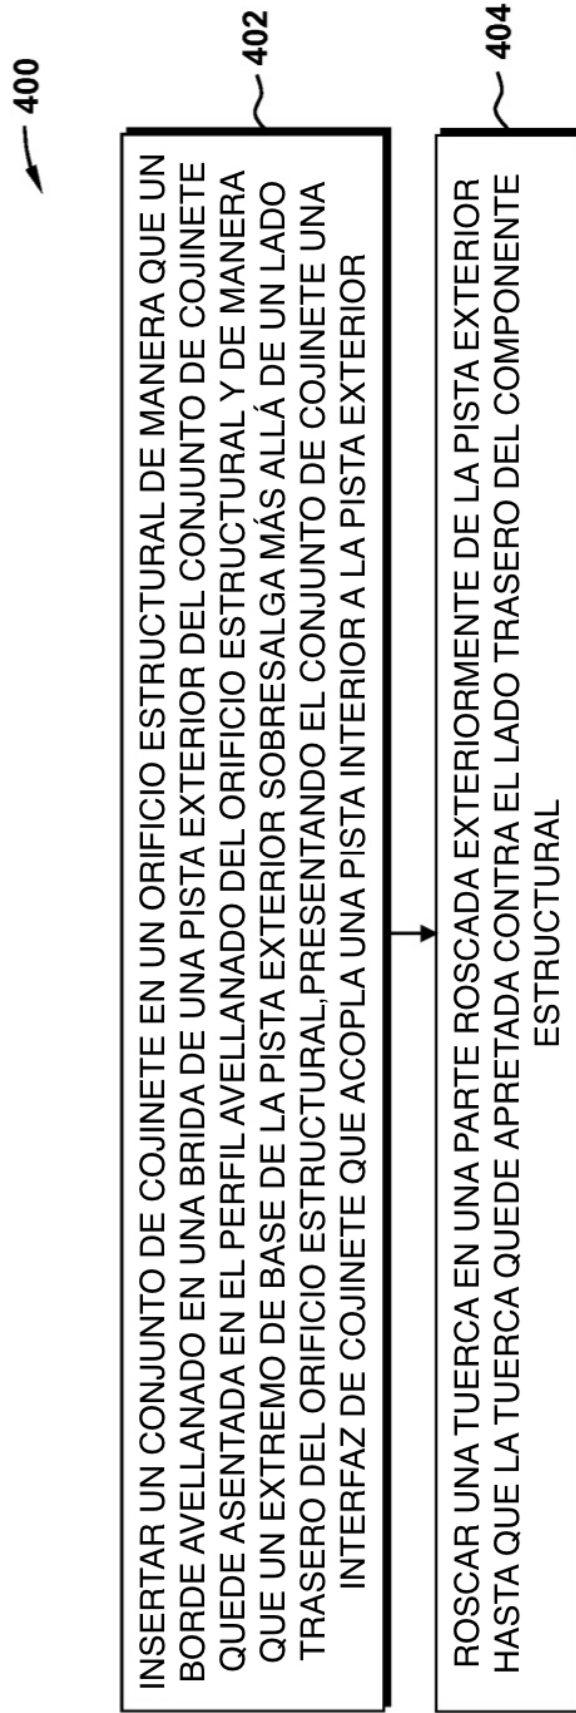 400
402
INSERTAR UN CONJUNTO DE COJINETE EN UN ORIFICIO ESTRUCTURAL DE MANERA QUE UN
BORDE AVELLANADO EN UNA BRIDA DE UNA PISTA EXTERIOR DEL CONJUNTO DE COJINETE
QUEDE ASENTADA EN EL PERFIL AVELLANADO DEL ORIFICIO ESTRUCTURAL Y DE MANERA
QUE UN EXTREMO DE BASE DE LA PISTA EXTERIOR SOBRESALGA MÁS ALLÁ DE UN LADO
TRASERO DEL ORIFICIO ESTRUCTURAL,PRESENTANDO EL CONJUNTO DE COJINETE UNA
INTERFAZ DE COJINETE QUE ACOPLA UNA PISTA INTERIOR A LA PISTA EXTERIOR
404
ROSCAR UNA TUERCA EN UNA PARTE ROSCADA EXTERIORMENTE DE LA PISTA EXTERIOR
HASTA QUE LA TUERCA QUEDE APRETADA CONTRA EL LADO TRASERO DEL COMPONENTE
ESTRUCTURAL